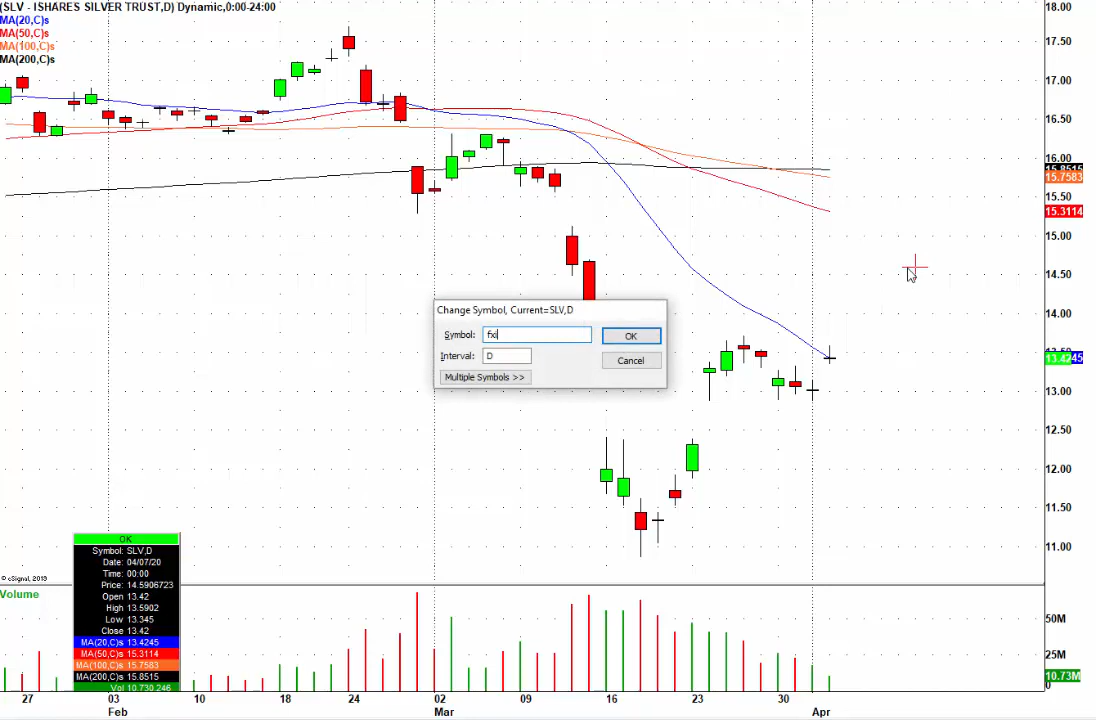 (SLV - ISHARES SILVER TRUST,D) Dynamic,0:00-24:00
MA(20,C)s
MA(50,C)s
MA(100,C)s
MA(200,C)s
18.00
17.50
17.00
16.50
16.00
15.8515
15.7583
15.50
15.3114
15.00
14.50
14.00
13.4245
13.00
12.50
12.00
11.50
11.00
Change Symbol, Current=SLV,D
Symbol: fxi
OK
Interval: D
Cancel
Multiple Symbols >>
OK
Symbol: SLV,D
Date: 04/07/20
Time: 00:00
Price: 14.5906723
Open 13.42
High 13.5902
Low 13.345
Close 13.42
MA(20,C)s 13.4245
MA(50,C)s 15.3114
MA(100,C)s 15.7583
MA(200,C)s 15.8515
Vol 10,730,246
© eSignal, 2019
Volume
50M
25M
10.73M
0
27 03 10 18 24 02 09 16 23 30
Feb Mar Apr